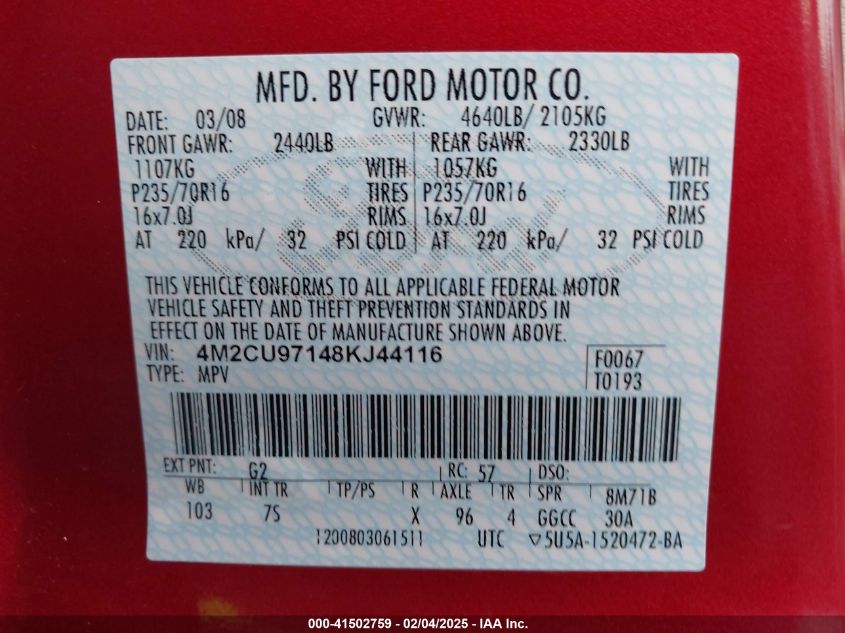 MFD. BY FORD MOTOR CO.
DATE: 03/08 GVWR: 4640LB/ 2105KG
FRONT GAWR: 2440LB REAR GAWR: 2330LB
1107KG WITH 1057KG WITH
P235/70R16 TIRES P235/70R16 TIRES
16x7.0J RIMS 16x7.0J RIMS
AT 220 kPa/ 32 PSI COLD AT 220 kPa/ 32 PSI COLD
THIS VEHICLE CONFORMS TO ALL APPLICABLE FEDERAL MOTOR
VEHICLE SAFETY AND THEFT PREVENTION STANDARDS IN
EFFECT ON THE DATE OF MANUFACTURE SHOWN ABOVE.
VIN: 4M2CU97148KJ44116 F0067
TYPE: MPV T0193
EXT PNT: G2 RC: 57 DSO:
WB INT TR TP/PS R AXLE TR SPR 8M71B
103 7S X 96 4 GGCC 30A
1200803061511 UTC ▽5U5A-1520472-BA
000-41502759 – 02/04/2025 - IAA Inc.